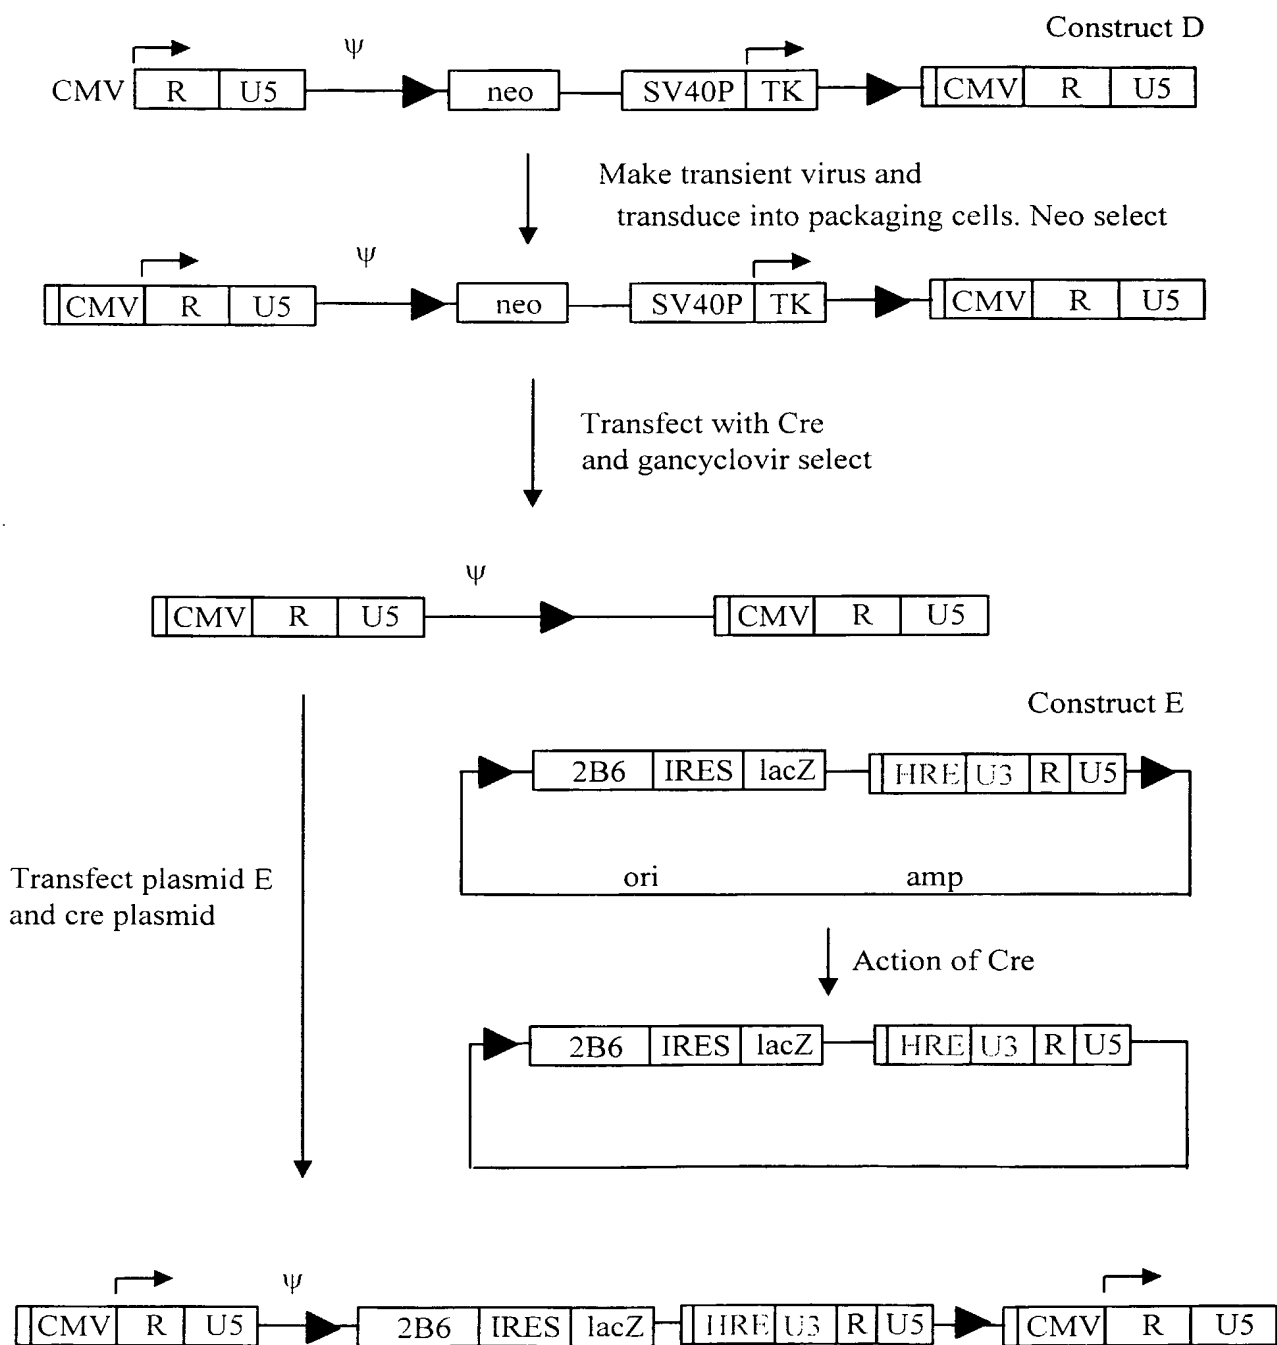 Construct D
ψ
CMV R U5 neo SV40P TK CMV R U5
Make transient virus and
transduce into packaging cells. Neo select
ψ
CMV R U5 neo SV40P TK CMV R U5
Transfect with Cre
and gancyclovir select
ψ
CMV R U5 CMV R U5
Construct E
2B6 IRES lacZ HRE U3 R U5
Transfect plasmid E
and cre plasmid
ori amp
Action of Cre
2B6 IRES lacZ HRE U3 R U5
ψ
CMV R U5 2B6 IRES lacZ HRE U3 R U5 CMV R U5